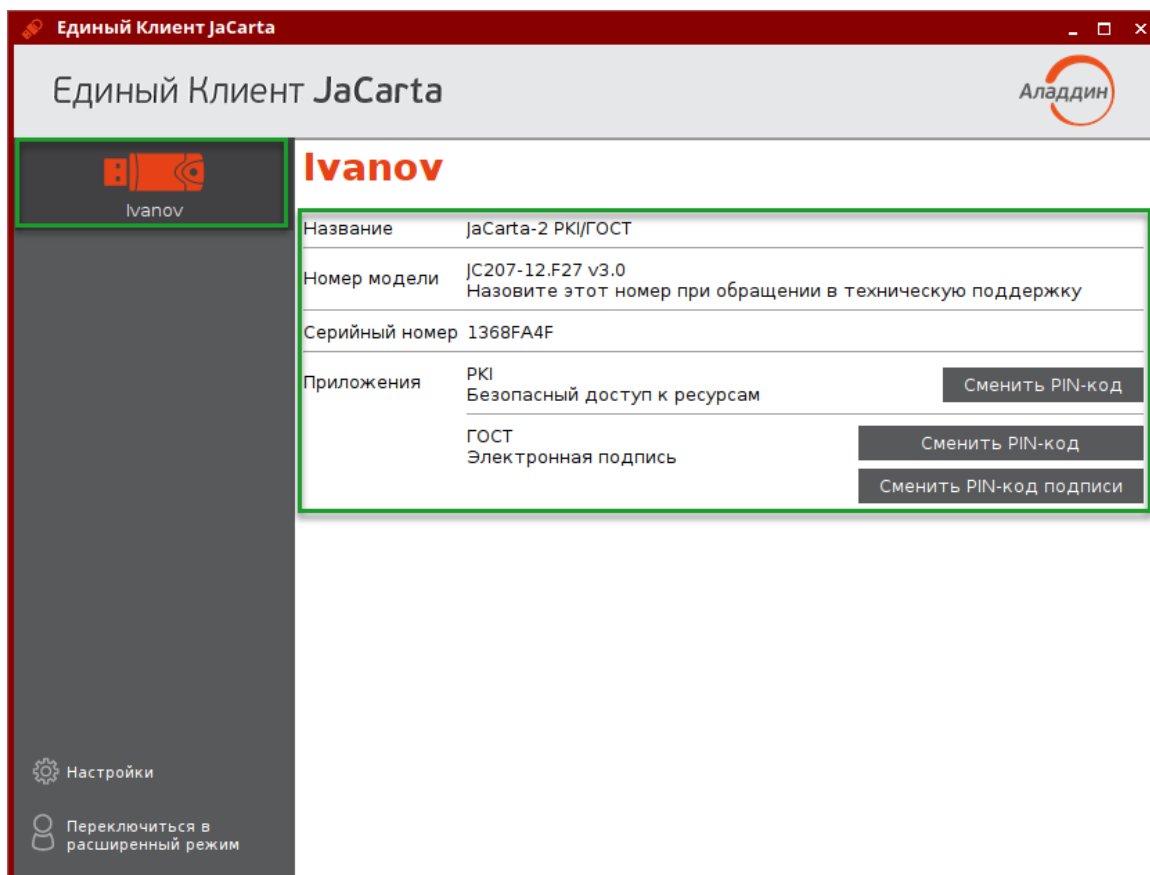 Единый Клиент JaCarta
Единый Клиент JaCarta
Аладдин
Ivanov
Ivanov
Название JaCarta-2 PKI/ГОСТ
Номер модели JC207-12.F27 v3.0
Назовите этот номер при обращении в техническую поддержку
Серийный номер 1368FA4F
Приложения PKI
Безопасный доступ к ресурсам
Сменить PIN-код
ГОСТ
Электронная подпись
Сменить PIN-код
Сменить PIN-код подписи
Настройки
Переключиться в
расширенный режим